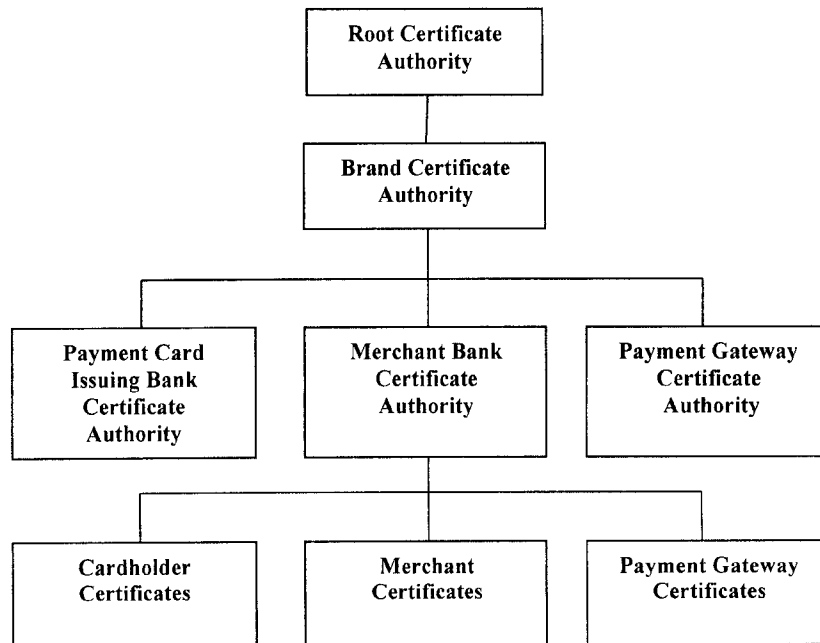 Root Certificate
Authority
Brand Certificate
Authority
Payment Card
Issuing Bank
Certificate
Authority
Merchant Bank
Certificate
Authority
Payment Gateway
Certificate
Authority
Cardholder
Certificates
Merchant
Certificates
Payment Gateway
Certificates